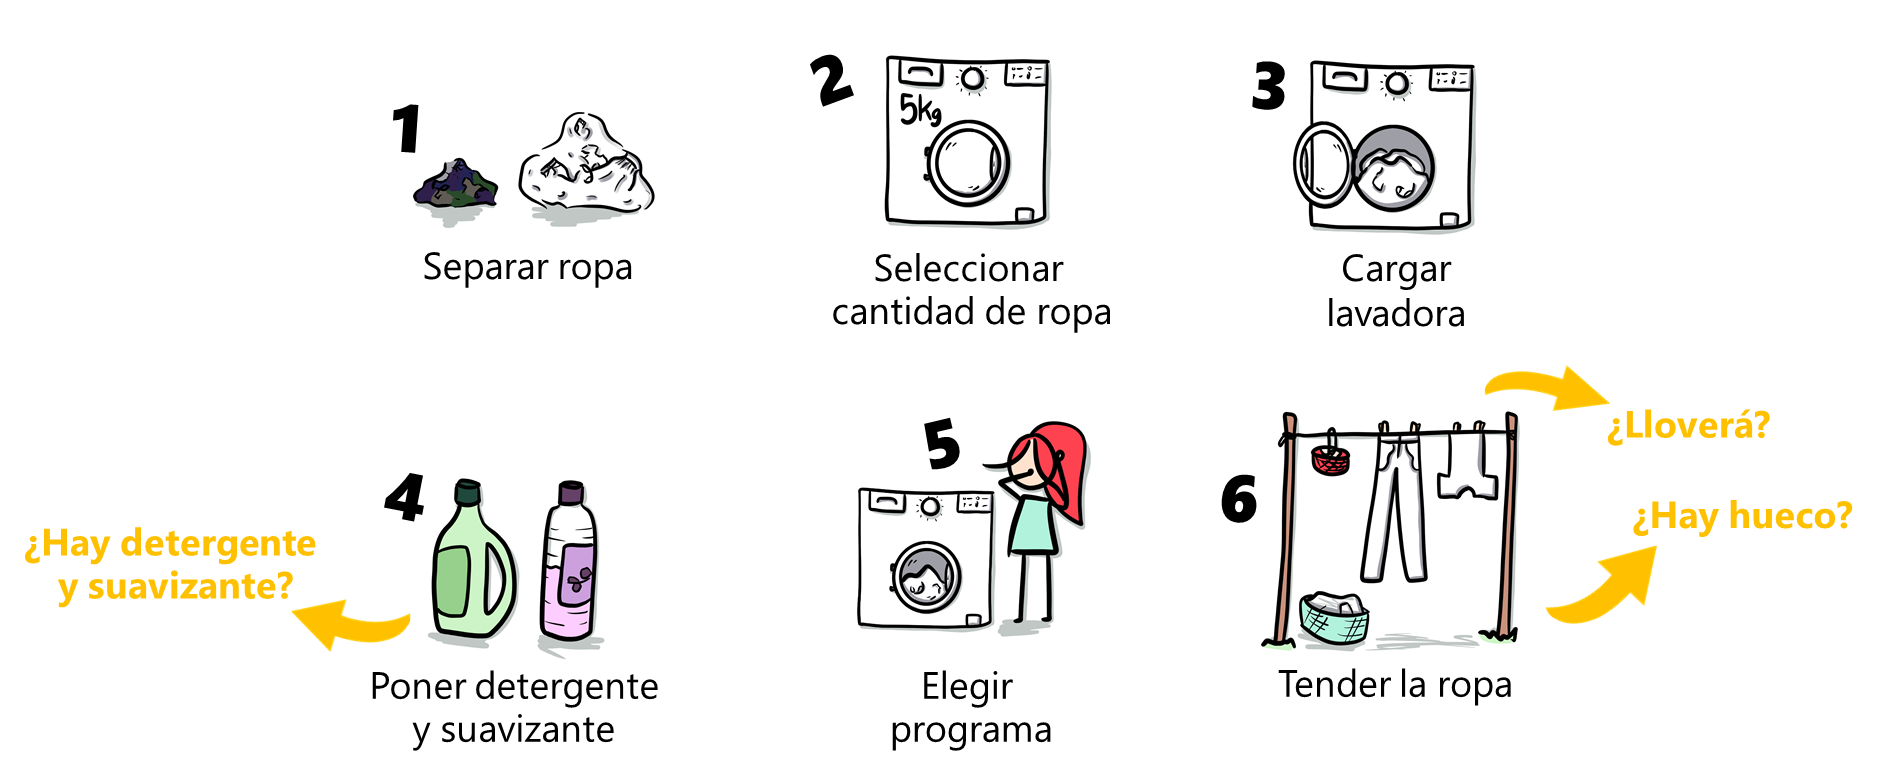 1
Separar ropa
2
5kg
Seleccionar
cantidad de ropa
3
Cargar
lavadora
4
¿Hay detergente
y suavizante?
Poner detergente
y suavizante
5
Elegir
programa
6
¿Lloverá?
¿Hay hueco?
Tender la ropa